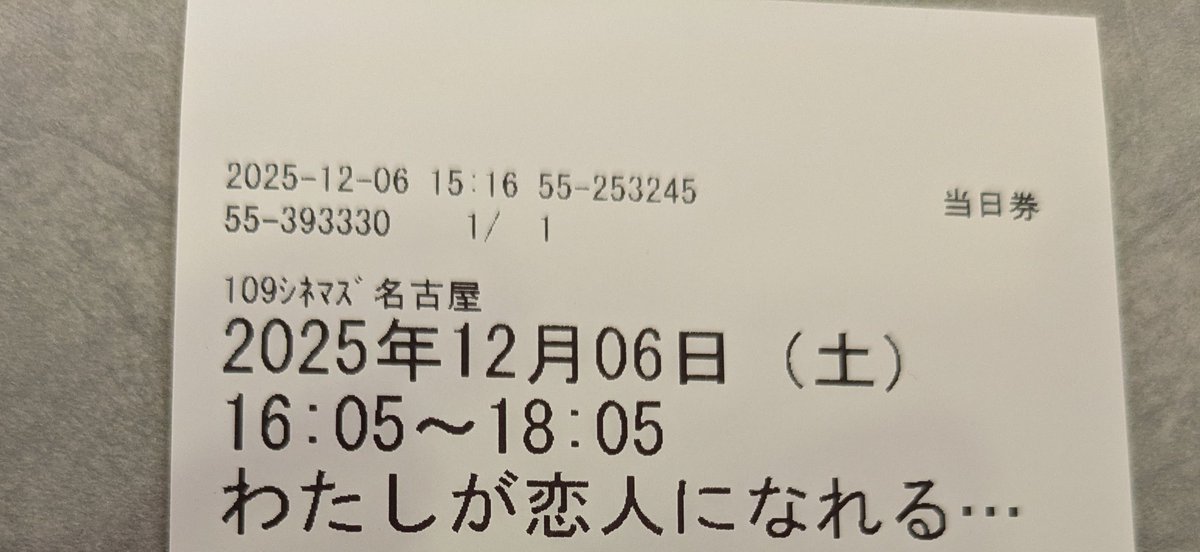 2025-12-06 15:16 55-253245
当日券
55-393330 1/ 1
109ｼﾈﾏｽﾞ名古屋
2025年12月06日（土）
16:05～18:05
わたしが恋人になれる…